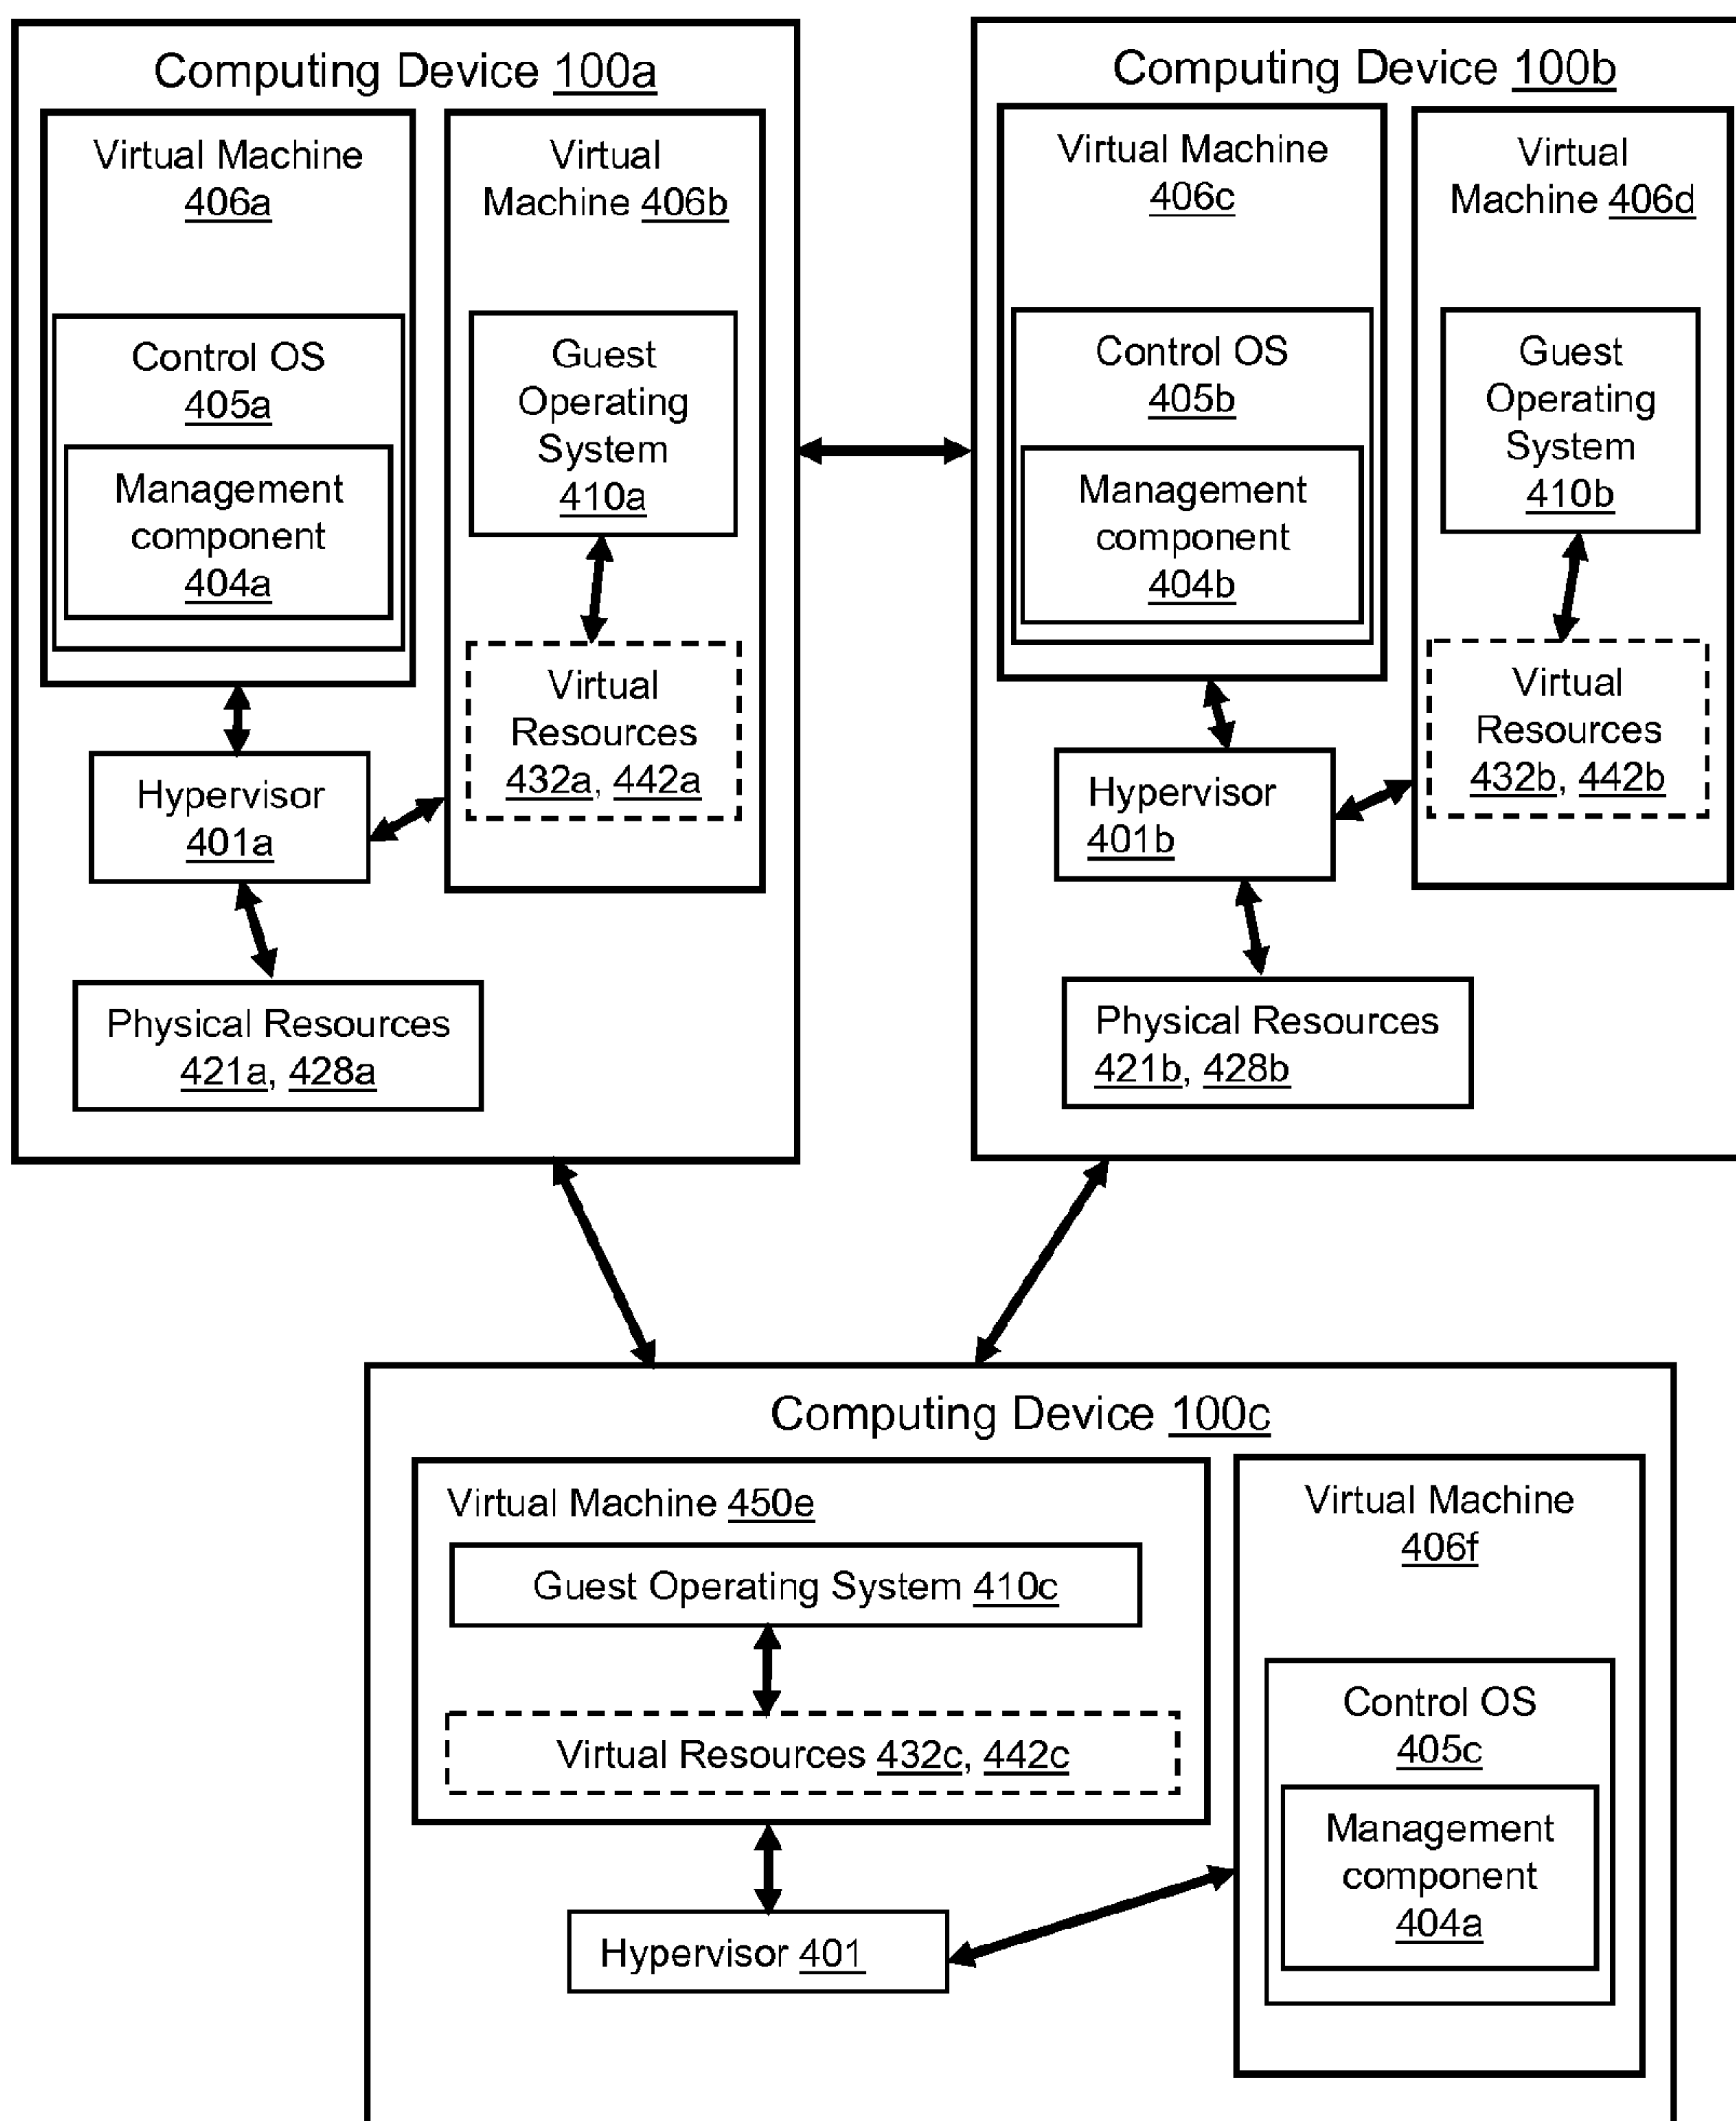 Computing Device 100a
Virtual Machine
406a
Control OS
405a
Management
component
404a
Virtual
Machine 406b
Guest
Operating
System
410a
Virtual
Resources
432a, 442a
Hypervisor
401a
Physical Resources
421a, 428a
Computing Device 100b
Virtual Machine
406c
Control OS
405b
Management
component
404b
Virtual
Machine 406d
Guest
Operating
System
410b
Virtual
Resources
432b, 442b
Hypervisor
401b
Physical Resources
421b, 428b
Computing Device 100c
Virtual Machine 450e
Guest Operating System 410c
Virtual Resources 432c, 442c
Hypervisor 401
Virtual Machine
406f
Control OS
405c
Management
component
404a